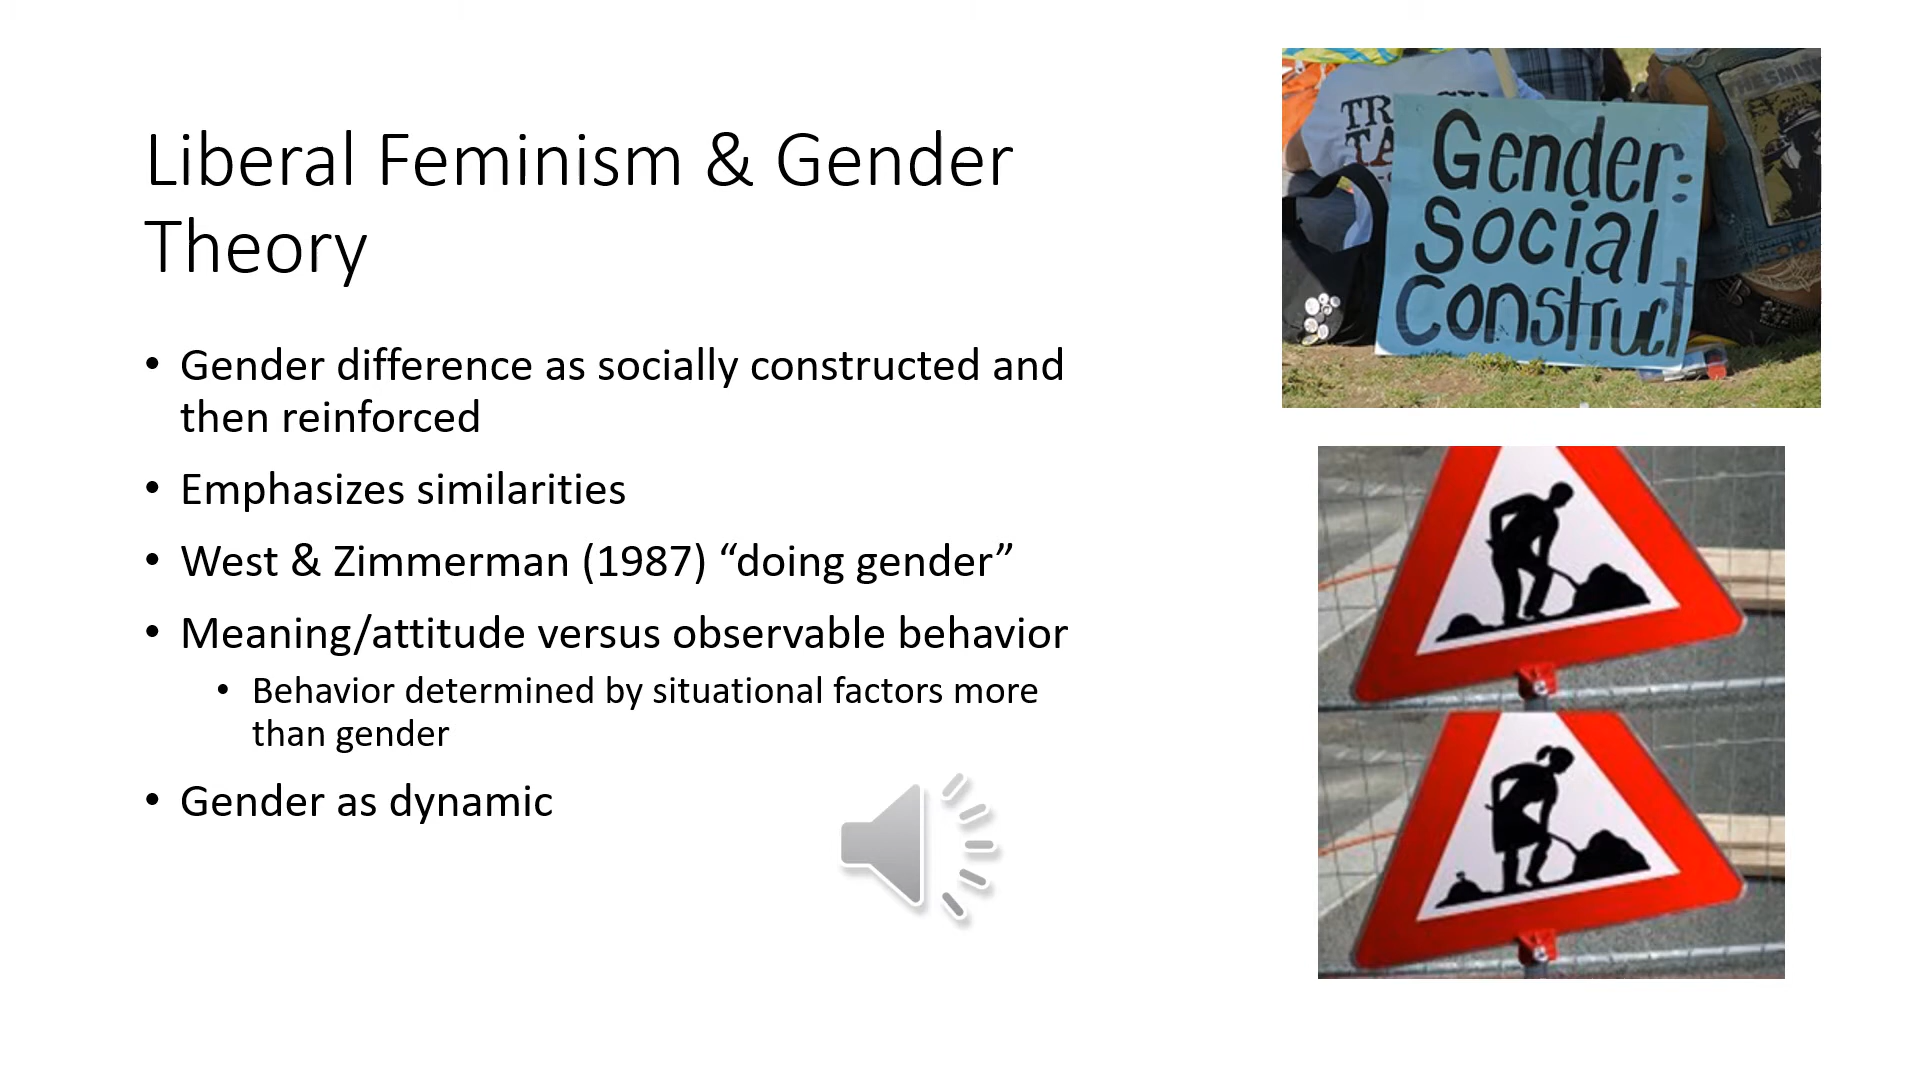 Liberal Feminism & Gender
Theory
• Gender difference as socially constructed and
then reinforced
• Emphasizes similarities
• West & Zimmerman (1987) “doing gender”
• Meaning/attitude versus observable behavior
• Behavior determined by situational factors more
than gender
• Gender as dynamic
Gender:
Social
Construct